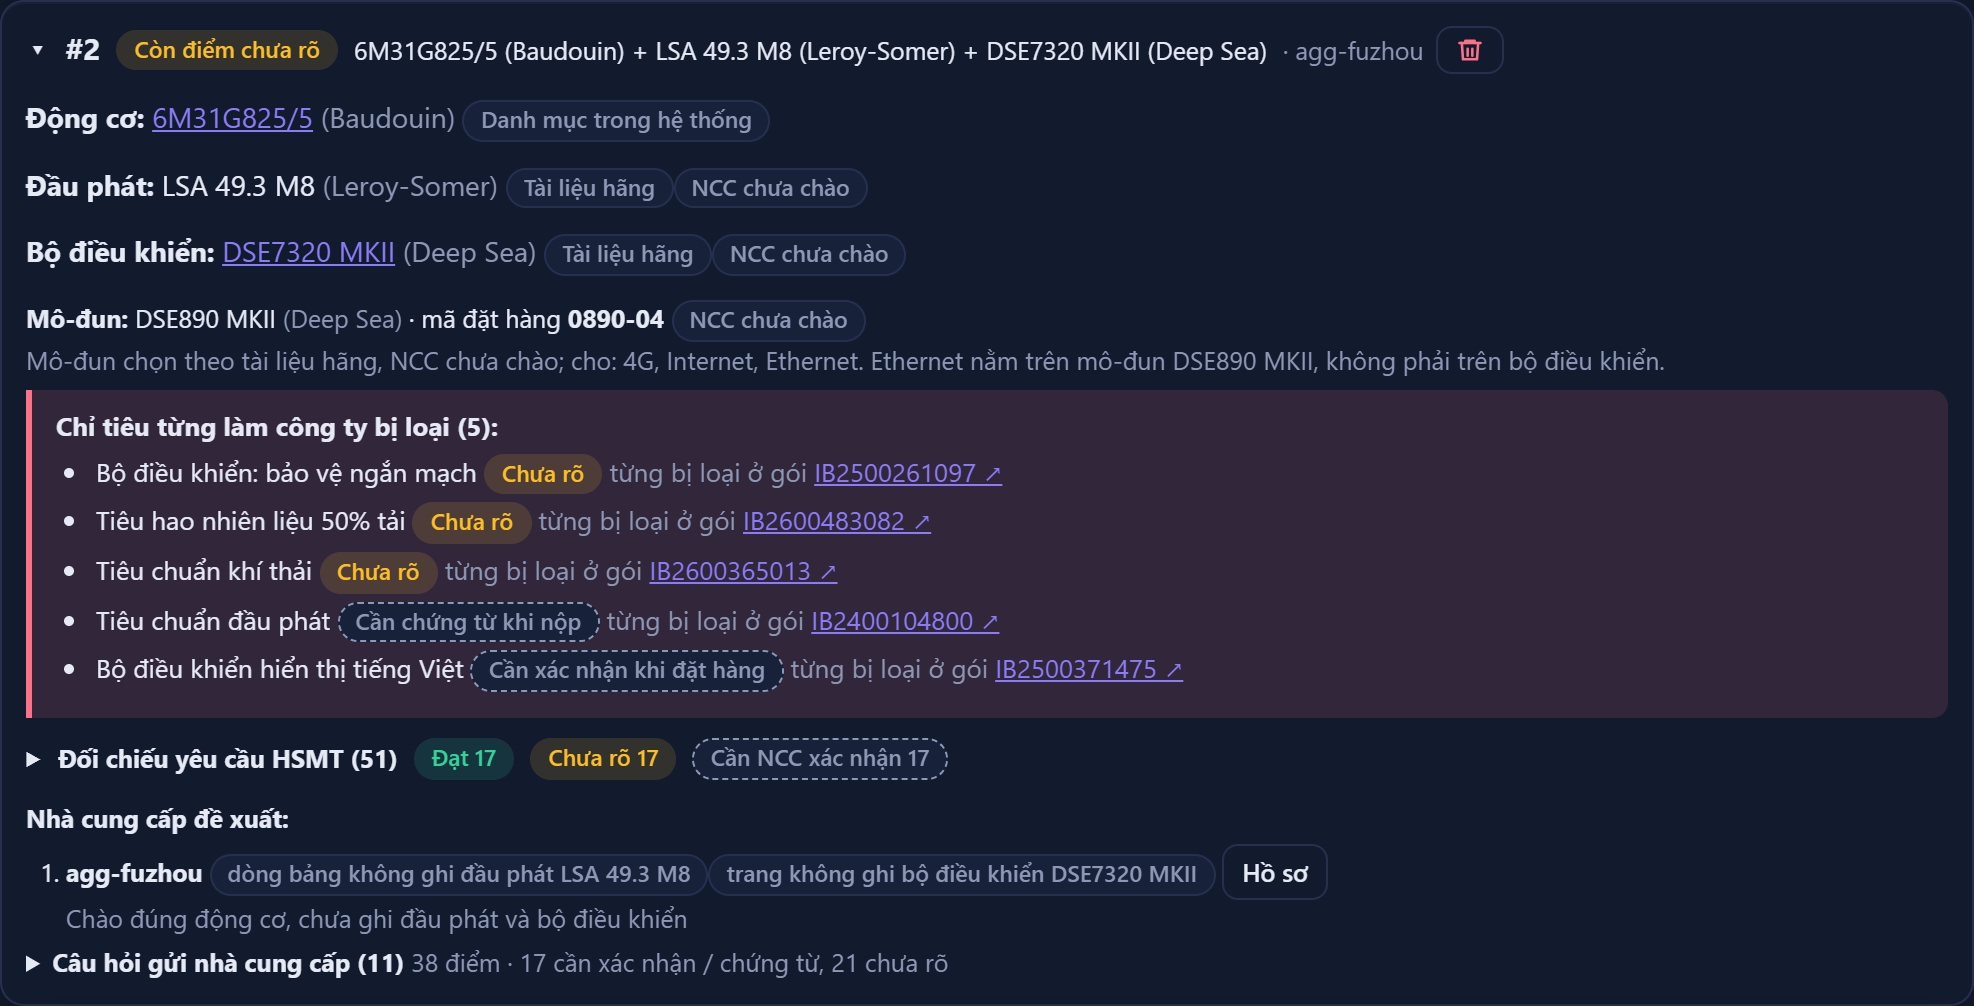 ▼ #2 Còn điểm chưa rõ 6M31G825/5 (Baudouin) + LSA 49.3 M8 (Leroy-Somer) + DSE7320 MKII (Deep Sea) · agg-fuzhou
Động cơ: 6M31G825/5 (Baudouin) Danh mục trong hệ thống
Đầu phát: LSA 49.3 M8 (Leroy-Somer) Tài liệu hãng NCC chưa chào
Bộ điều khiển: DSE7320 MKII (Deep Sea) Tài liệu hãng NCC chưa chào
Mô-đun: DSE890 MKII (Deep Sea) · mã đặt hàng 0890-04 NCC chưa chào
Mô-đun chọn theo tài liệu hãng, NCC chưa chào; cho: 4G, Internet, Ethernet. Ethernet nằm trên mô-đun DSE890 MKII, không phải trên bộ điều khiển.
Chỉ tiêu từng làm công ty bị loại (5):
• Bộ điều khiển: bảo vệ ngắn mạch Chưa rõ từng bị loại ở gói IB2500261097 ↗
• Tiêu hao nhiên liệu 50% tải Chưa rõ từng bị loại ở gói IB2600483082 ↗
• Tiêu chuẩn khí thải Chưa rõ từng bị loại ở gói IB2600365013 ↗
• Tiêu chuẩn đầu phát Cần chứng từ khi nộp từng bị loại ở gói IB2400104800 ↗
• Bộ điều khiển hiển thị tiếng Việt Cần xác nhận khi đặt hàng từng bị loại ở gói IB2500371475 ↗
▶ Đối chiếu yêu cầu HSMT (51) Đạt 17 Chưa rõ 17 Cần NCC xác nhận 17
Nhà cung cấp đề xuất:
1. agg-fuzhou dòng bảng không ghi đầu phát LSA 49.3 M8 trang không ghi bộ điều khiển DSE7320 MKII Hồ sơ
Chào đúng động cơ, chưa ghi đầu phát và bộ điều khiển
▶ Câu hỏi gửi nhà cung cấp (11) 38 điểm · 17 cần xác nhận / chứng từ, 21 chưa rõ